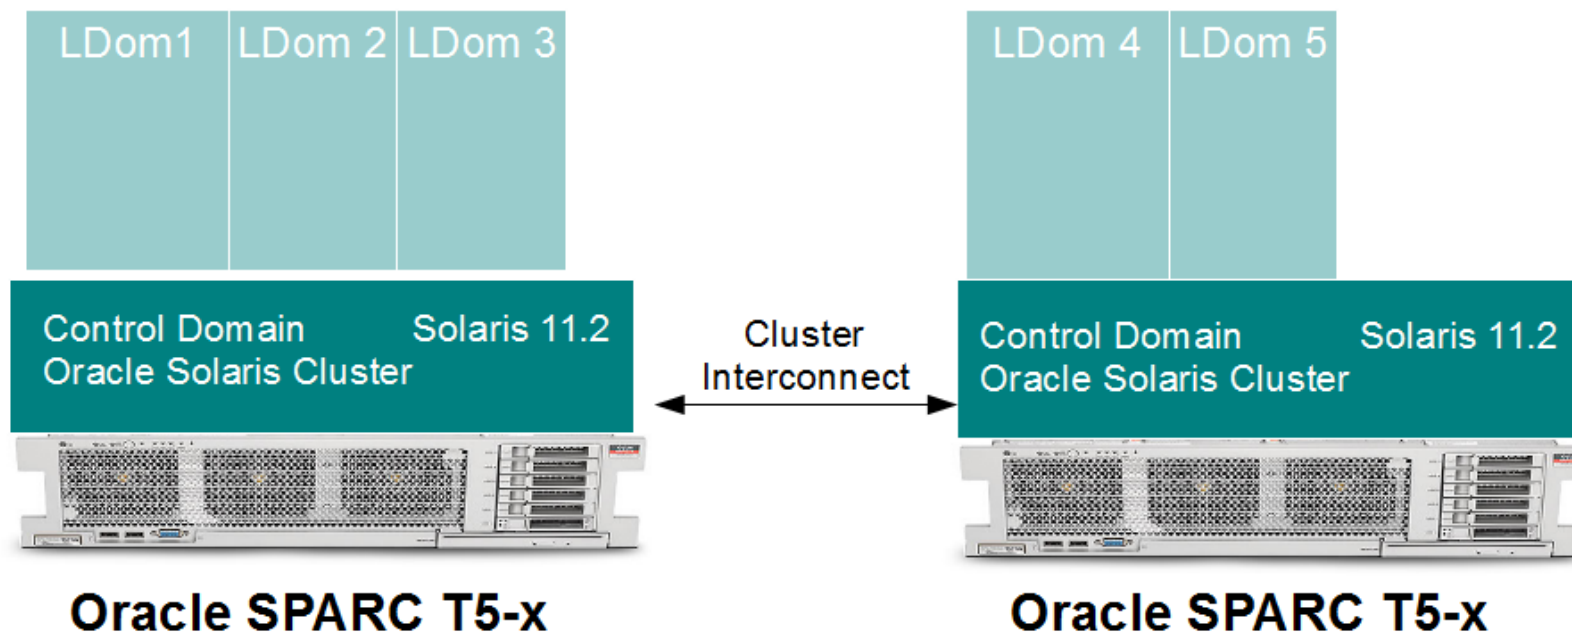 LDom1 LDom 2 LDom 3
LDom 4 LDom 5
Control Domain Solaris 11.2
Oracle Solaris Cluster
Cluster
Interconnect
Control Domain Solaris 11.2
Oracle Solaris Cluster
Oracle SPARC T5-x
Oracle SPARC T5-x